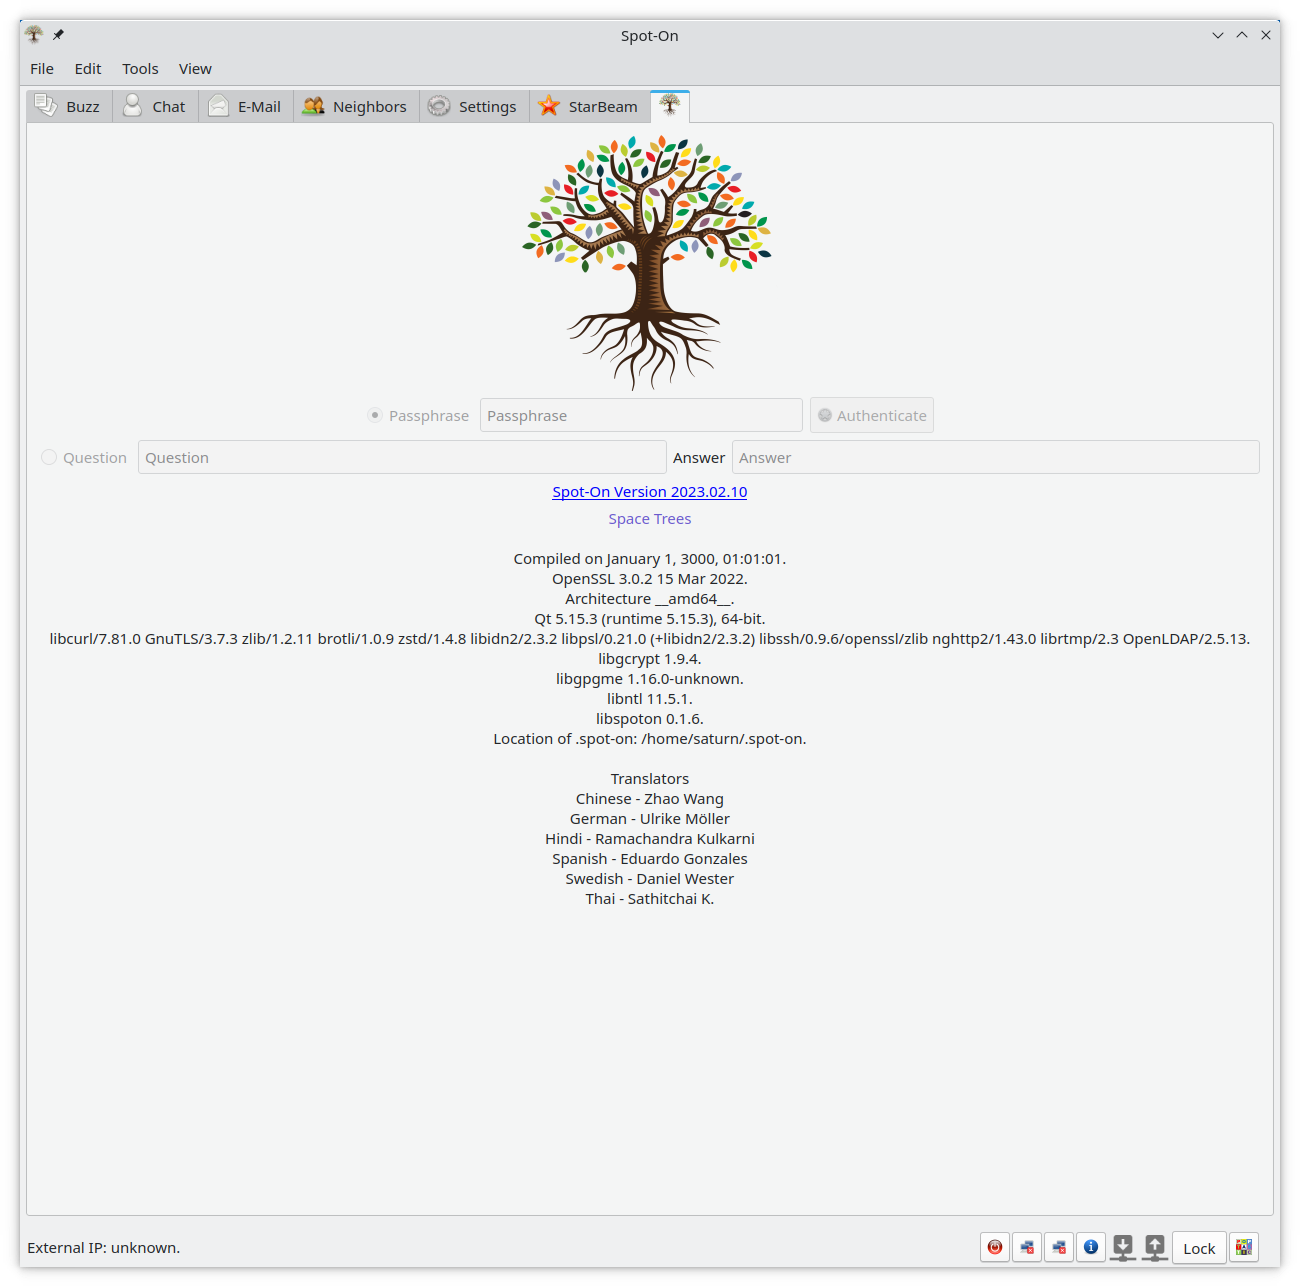 Spot-On
File Edit Tools View
Buzz Chat E-Mail Neighbors Settings StarBeam
Passphrase Passphrase Authenticate
Question Question Answer Answer
Spot-On Version 2023.02.10
Space Trees
Compiled on January 1, 3000, 01:01:01.
OpenSSL 3.0.2 15 Mar 2022.
Architecture __amd64__.
Qt 5.15.3 (runtime 5.15.3), 64-bit.
libcurl/7.81.0 GnuTLS/3.7.3 zlib/1.2.11 brotli/1.0.9 zstd/1.4.8 libidn2/2.3.2 libpsl/0.21.0 (+libidn2/2.3.2) libssh/0.9.6/openssl/zlib nghttp2/1.43.0 librtmp/2.3 OpenLDAP/2.5.13.
libgcrypt 1.9.4.
libgpgme 1.16.0-unknown.
libntl 11.5.1.
libspoton 0.1.6.
Location of .spot-on: /home/saturn/.spot-on.
Translators
Chinese - Zhao Wang
German - Ulrike Möller
Hindi - Ramachandra Kulkarni
Spanish - Eduardo Gonzales
Swedish - Daniel Wester
Thai - Sathitchai K.
External IP: unknown. Lock